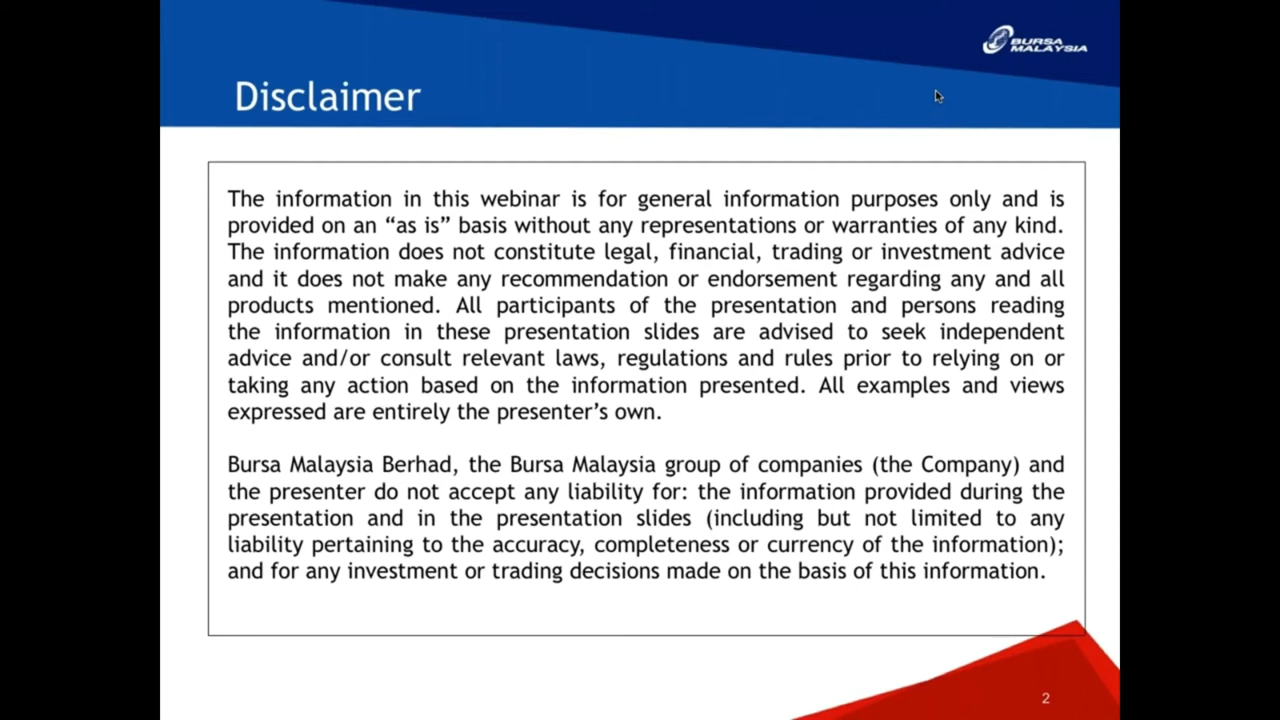 BURSA
MALAYSIA
Disclaimer
The information in this webinar is for general information purposes only and is
provided on an “as is” basis without any representations or warranties of any kind.
The information does not constitute legal, financial, trading or investment advice
and it does not make any recommendation or endorsement regarding any and all
products mentioned. All participants of the presentation and persons reading
the information in these presentation slides are advised to seek independent
advice and/or consult relevant laws, regulations and rules prior to relying on or
taking any action based on the information presented. All examples and views
expressed are entirely the presenter’s own.
Bursa Malaysia Berhad, the Bursa Malaysia group of companies (the Company) and
the presenter do not accept any liability for: the information provided during the
presentation and in the presentation slides (including but not limited to any
liability pertaining to the accuracy, completeness or currency of the information);
and for any investment or trading decisions made on the basis of this information.
2